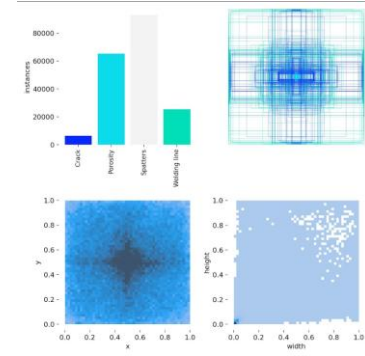 instances
80000
60000
40000
20000
0
Crack
Porosity
Spatters
Welding line
y
1.0
0.8
0.6
0.4
0.2
0.0
0.0 0.2 0.4 0.6 0.8 1.0
x
height
1.0
0.8
0.6
0.4
0.2
0.0
0.0 0.2 0.4 0.6 0.8 1.0
width